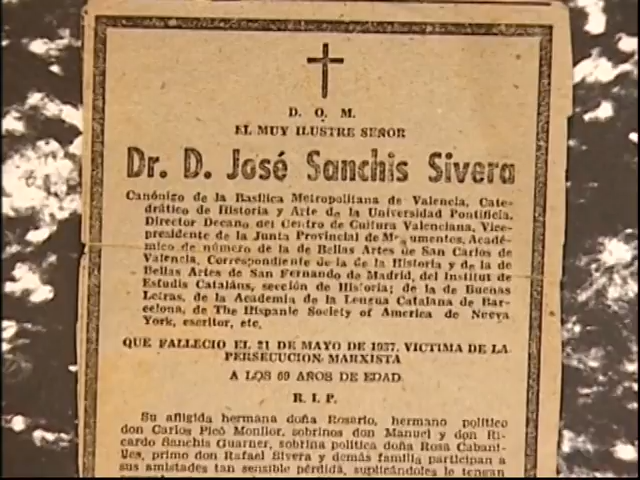 D. O. M.
EL MUY ILUSTRE SEÑOR
Dr. D. José Sanchis Sivera
Canónigo de la Basílica Metropolitana de Valencia, Cate-
drático de Historia y Arte de la Universidad Pontificia,
Director Decano del Centro de Cultura Valenciana, Vice-
presidente de la Junta Provincial de Monumentos, Acadé-
mico de número de la de Bellas Artes de San Carlos de
Valencia, Correspondiente de la de la Historia y de la de
Bellas Artes de San Fernando de Madrid, del Institut de
Estudis Cataláns, sección de Historia; de la de Buenas
Letras, de la Academia de la Lengua Catalana de Bar-
celona, de The Hispanic Society of America de Nueva
York, escritor, etc.
QUE FALLECIO EL 21 DE MAYO DE 1937, VICTIMA DE LA
PERSECUCION MARXISTA
A LOS 69 AÑOS DE EDAD
R. I. P.
Su afligida hermana doña Rosario, hermano político
don Carlos Picó Monllor, sobrinos don Manuel y don Ri-
cardo Sanchis Guarner, sobrina política doña Rosa Cabani-
lles, primo don Rafael Sivera y demás familia participan a
sus amistades tan sensible pérdida, suplicándoles le tengan